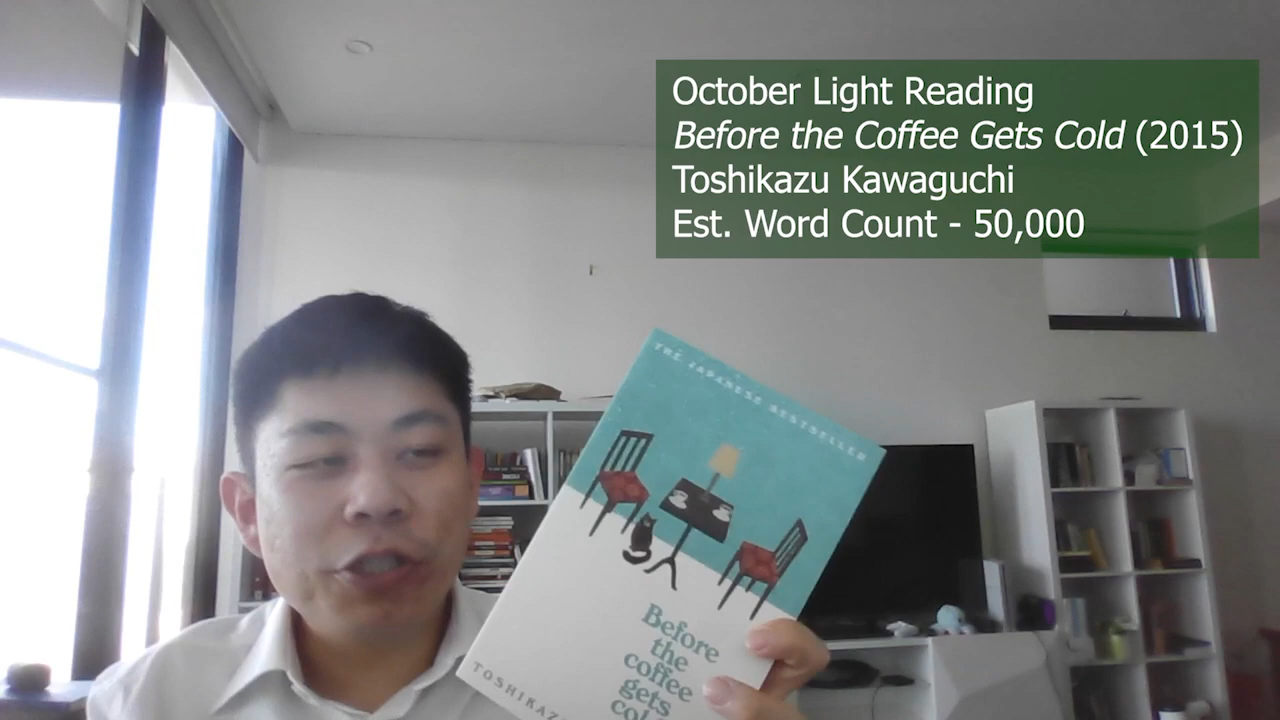 October Light Reading
Before the Coffee Gets Cold (2015)
Toshikazu Kawaguchi
Est. Word Count - 50,000
THE JAPANESE BESTSELLER
Before
the
coffee
gets
cold